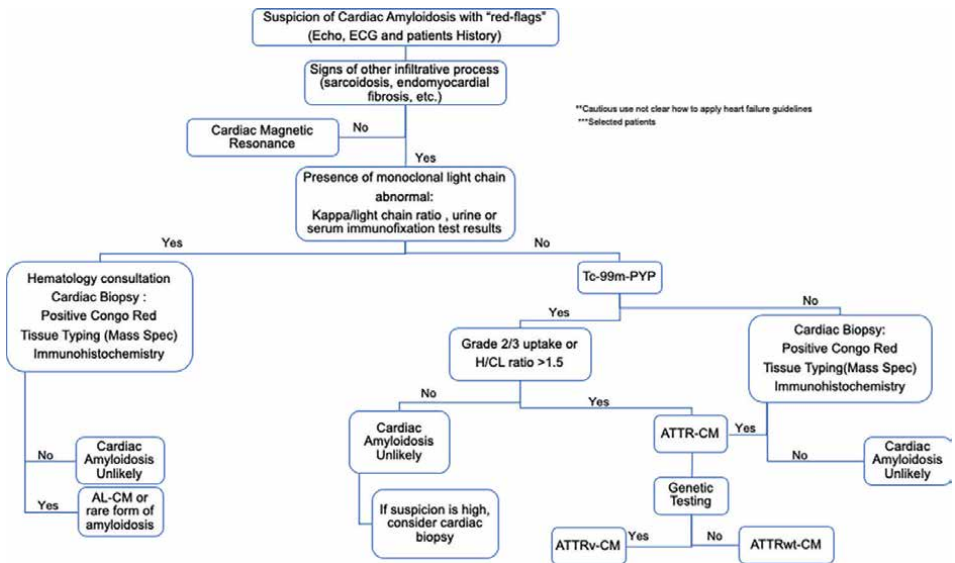 Suspicion of Cardiac Amyloidosis with “red-flags”
(Echo, ECG and patients History)
Signs of other infiltrative process
(sarcoidosis, endomyocardial
fibrosis, etc.)
**Cautious use not clear how to apply heart failure guidelines
***Selected patients
No
Cardiac Magnetic
Resonance
Yes
Presence of monoclonal light chain
abnormal:
Kappa/light chain ratio , urine or
serum immunofixation test results
Yes
No
Hematology consultation
Cardiac Biopsy :
Positive Congo Red
Tissue Typing (Mass Spec)
Immunohistochemistry
Tc-99m-PYP
Yes
No
Grade 2/3 uptake or
H/CL ratio >1.5
Cardiac Biopsy:
Positive Congo Red
Tissue Typing(Mass Spec)
Immunohistochemistry
No
Yes
Cardiac
Amyloidosis
Unlikely
ATTR-CM
Yes
No
Cardiac
Amyloidosis
Unlikely
No
Cardiac
Amyloidosis
Unlikely
Yes
AL-CM or
rare form of
amyloidosis
If suspicion is high,
consider cardiac
biopsy
Genetic
Testing
ATTRv-CM
Yes
No
ATTRwt-CM